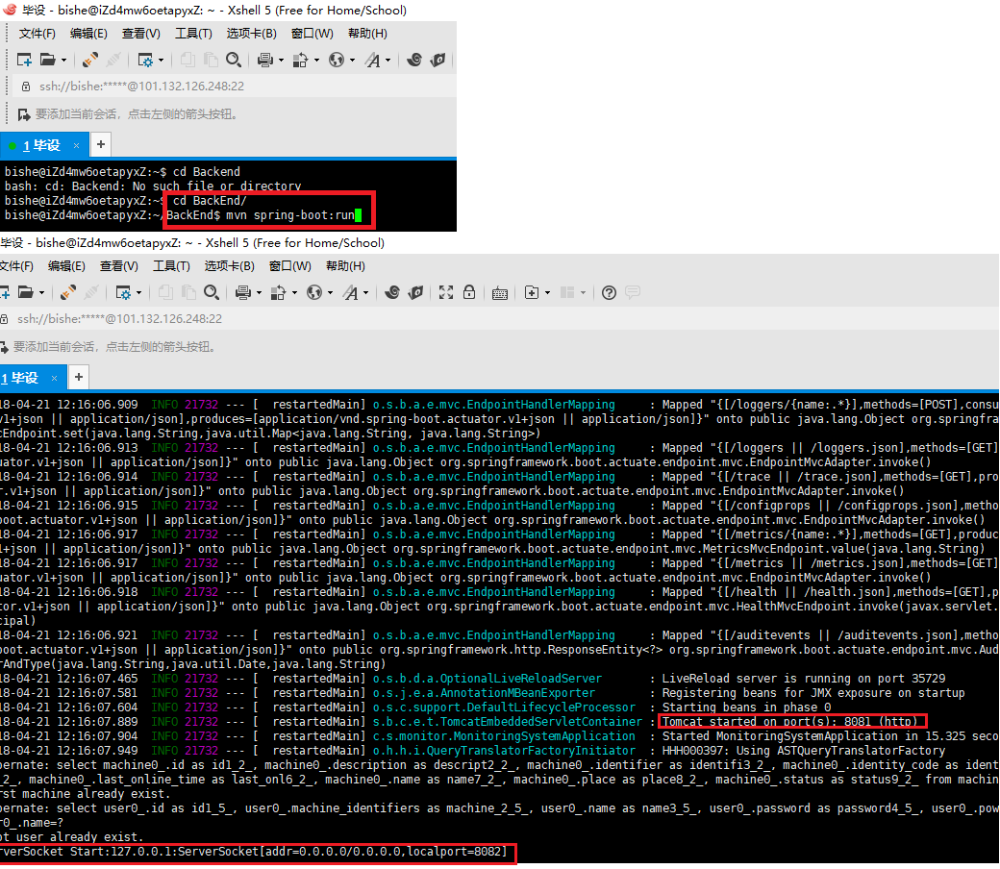 毕设 - bishe@iZd4mw6oetapyxZ: ~ - Xshell 5 (Free for Home/School)
文件(F) 编辑(E) 查看(V) 工具(T) 选项卡(B) 窗口(W) 帮助(H)
ssh://bishe:*****@101.132.126.248:22
要添加当前会话，点击左侧的箭头按钮。
1 毕设 × +
bishe@iZd4mw6oetapyxZ:~$ cd Backend
bash: cd: Backend: No such file or directory
bishe@iZd4mw6oetapyxZ:~$ cd BackEnd/
bishe@iZd4mw6oetapyxZ:~/BackEnd$ mvn spring-boot:run
毕设 - bishe@iZd4mw6oetapyxZ: ~ - Xshell 5 (Free for Home/School)
文件(F) 编辑(E) 查看(V) 工具(T) 选项卡(B) 窗口(W) 帮助(H)
ssh://bishe:*****@101.132.126.248:22
要添加当前会话，点击左侧的箭头按钮。
1 毕设 × +
18-04-21 12:16:06.909 INFO 21732 --- [ restartedMain] o.s.b.a.e.mvc.EndpointHandlerMapping : Mapped "{[/loggers/{name:.*}],methods=[POST],consu
v1+json || application/json],produces=[application/vnd.spring-boot.actuator.v1+json || application/json]}" onto public java.lang.Object org.springfra
cEndpoint.set(java.lang.String,java.util.Map<java.lang.String, java.lang.String>)
18-04-21 12:16:06.913 INFO 21732 --- [ restartedMain] o.s.b.a.e.mvc.EndpointHandlerMapping : Mapped "{[/loggers || /loggers.json],methods=[GET]
uator.v1+json || application/json]}" onto public java.lang.Object org.springframework.boot.actuate.endpoint.mvc.EndpointMvcAdapter.invoke()
18-04-21 12:16:06.914 INFO 21732 --- [ restartedMain] o.s.b.a.e.mvc.EndpointHandlerMapping : Mapped "{[/trace || /trace.json],methods=[GET],pro
r.v1+json || application/json]}" onto public java.lang.Object org.springframework.boot.actuate.endpoint.mvc.EndpointMvcAdapter.invoke()
18-04-21 12:16:06.915 INFO 21732 --- [ restartedMain] o.s.b.a.e.mvc.EndpointHandlerMapping : Mapped "{[/configprops || /configprops.json],metho
boot.actuator.v1+json || application/json]}" onto public java.lang.Object org.springframework.boot.actuate.endpoint.mvc.EndpointMvcAdapter.invoke()
18-04-21 12:16:06.917 INFO 21732 --- [ restartedMain] o.s.b.a.e.mvc.EndpointHandlerMapping : Mapped "{[/metrics/{name:.*}],methods=[GET],produc
1+json || application/json]}" onto public java.lang.Object org.springframework.boot.actuate.endpoint.mvc.MetricsMvcEndpoint.value(java.lang.String)
18-04-21 12:16:06.917 INFO 21732 --- [ restartedMain] o.s.b.a.e.mvc.EndpointHandlerMapping : Mapped "{[/metrics || /metrics.json],methods=[GET]
uator.v1+json || application/json]}" onto public java.lang.Object org.springframework.boot.actuate.endpoint.mvc.EndpointMvcAdapter.invoke()
18-04-21 12:16:06.918 INFO 21732 --- [ restartedMain] o.s.b.a.e.mvc.EndpointHandlerMapping : Mapped "{[/health || /health.json],methods=[GET],p
tor.v1+json || application/json]}" onto public java.lang.Object org.springframework.boot.actuate.endpoint.mvc.HealthMvcEndpoint.invoke(javax.servlet.
cipal)
18-04-21 12:16:06.921 INFO 21732 --- [ restartedMain] o.s.b.a.e.mvc.EndpointHandlerMapping : Mapped "{[/auditevents || /auditevents.json],metho
boot.actuator.v1+json || application/json]}" onto public org.springframework.http.ResponseEntity<?> org.springframework.boot.actuate.endpoint.mvc.Aud
erAndType(java.lang.String,java.util.Date,java.lang.String)
18-04-21 12:16:07.465 INFO 21732 --- [ restartedMain] o.s.b.d.a.OptionalLiveReloadServer : LiveReload server is running on port 35729
18-04-21 12:16:07.581 INFO 21732 --- [ restartedMain] o.s.j.e.a.AnnotationMBeanExporter : Registering beans for JMX exposure on startup
18-04-21 12:16:07.604 INFO 21732 --- [ restartedMain] o.s.c.support.DefaultLifecycleProcessor : Starting beans in phase 0
18-04-21 12:16:07.889 INFO 21732 --- [ restartedMain] s.b.c.e.t.TomcatEmbeddedServletContainer : Tomcat started on port(s): 8081 (http)
18-04-21 12:16:07.904 INFO 21732 --- [ restartedMain] c.s.monitor.MonitoringSystemApplication : Started MonitoringSystemApplication in 15.325 seco
18-04-21 12:16:07.949 INFO 21732 --- [ restartedMain] o.h.h.i.QueryTranslatorFactoryInitiator : HHH000397: Using ASTQueryTranslatorFactory
bernate: select machine0_.id as id1_2_, machine0_.description as descript2_2_, machine0_.identifier as identifi3_2_, machine0_.identity_code as ident
_2_, machine0_.last_online_time as last_onl6_2_, machine0_.name as name7_2_, machine0_.place as place8_2_, machine0_.status as status9_2_ from machin
rst machine already exist.
bernate: select user0_.id as id1_5_, user0_.machine_identifiers as machine_2_5_, user0_.name as name3_5_, user0_.password as password4_5_, user0_.pow
r0_.name=?
ot user already exist.
rverSocket Start:127.0.0.1:ServerSocket[addr=0.0.0.0/0.0.0.0,localport=8082]